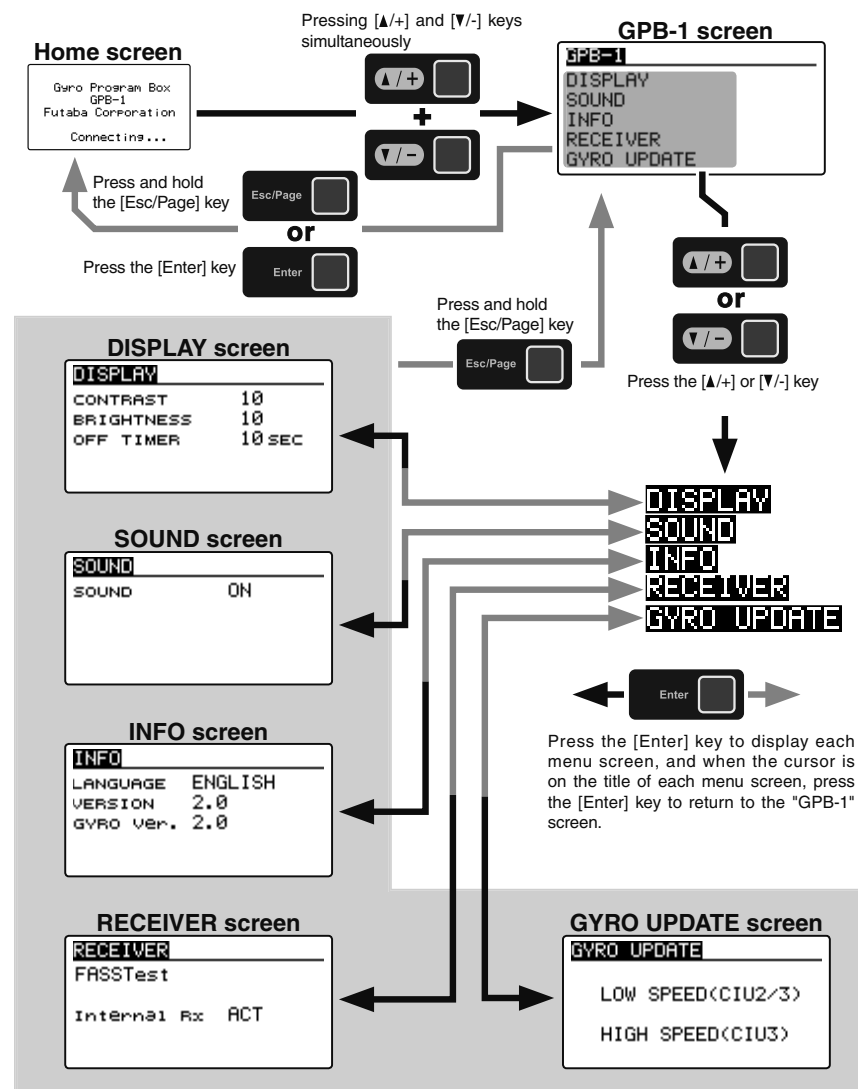 Pressing [▲/+] and [▼/-] keys
simultaneously
Home screen
GPB-1 screen
Gyro Program Box
GPB-1
Futaba Corporation
Connecting...
▲/+
+
▼/-
GPB-1
DISPLAY
SOUND
INFO
RECEIVER
GYRO UPDATE
Press and hold
the [Esc/Page] key
Esc/Page
or
Press the [Enter] key
Enter
▲/+
or
▼/-
Press the [▲/+] or [▼/-] key
Press and hold
the [Esc/Page] key
Esc/Page
DISPLAY screen
DISPLAY
CONTRAST 10
BRIGHTNESS 10
OFF TIMER 10 SEC
DISPLAY
SOUND
INFO
RECEIVER
GYRO UPDATE
SOUND screen
SOUND
SOUND ON
Enter
Press the [Enter] key to display each
menu screen, and when the cursor is
on the title of each menu screen, press
the [Enter] key to return to the "GPB-1"
screen.
INFO screen
INFO
LANGUAGE ENGLISH
VERSION 2.0
GYRO Ver. 2.0
RECEIVER screen
RECEIVER
FASSTest
Internal Rx ACT
GYRO UPDATE screen
GYRO UPDATE
LOW SPEED(CIU2/3)
HIGH SPEED(CIU3)